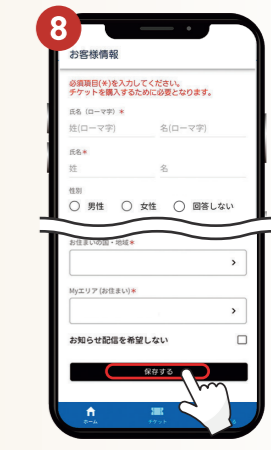 8
お客様情報
必須項目(*)を入力してください。
チケットを購入するために必要となります。
氏名 (ローマ字) *
姓(ローマ字) 名(ローマ字)
氏名*
姓 名
性別
男性 女性 回答しない
お住まいの国・地域*
Myエリア(お住まい)*
お知らせ配信を希望しない
保存する
ホーム チケット